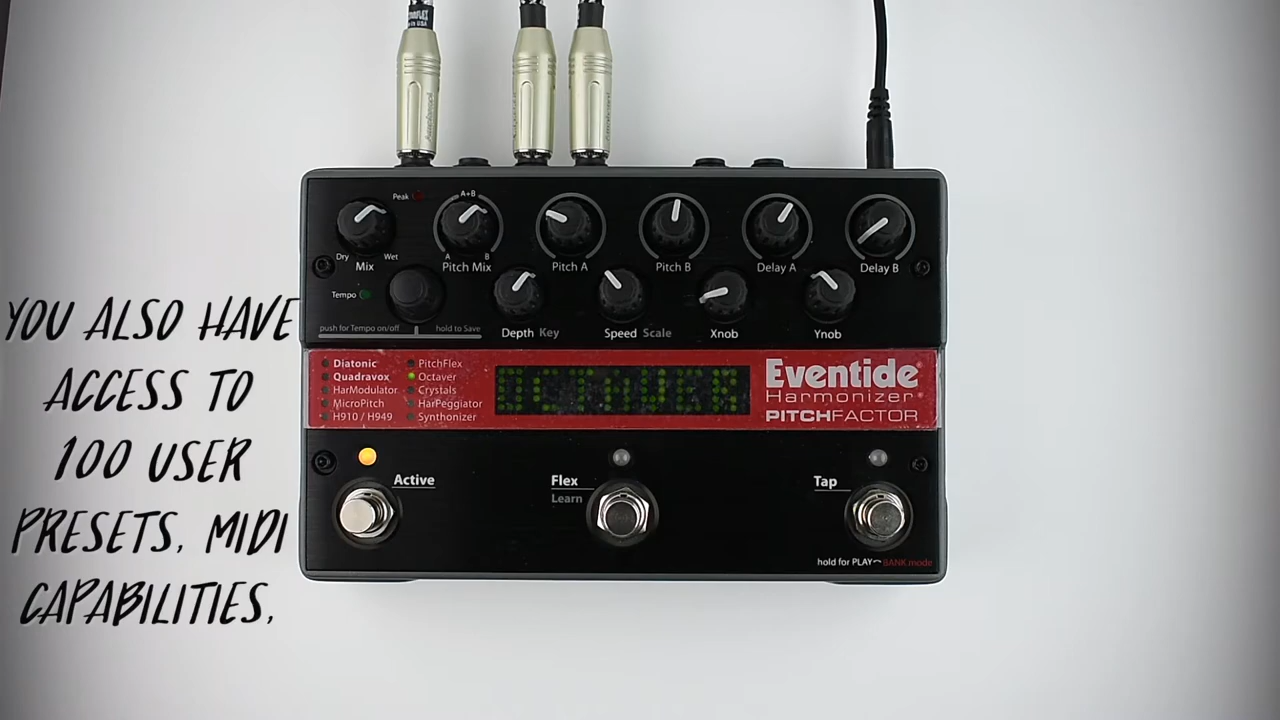 YOU ALSO HAVE
ACCESS TO
100 USER
PRESETS, MIDI
CAPABILITIES,
Peak
A+B
Dry
Wet
A
B
Mix
Pitch Mix
Pitch A
Pitch B
Delay A
Delay B
Tempo
push for Tempo on/off
hold to Save
Depth Key
Speed Scale
Xnob
Ynob
Diatonic
Quadravox
HarModulator
MicroPitch
H910 / H949
PitchFlex
Octaver
Crystals
HarPeggiator
Synthonizer
OCTAVER
Eventide
Harmonizer
PITCHFACTOR
Active
Flex
Learn
Tap
hold for PLAY BANK mode